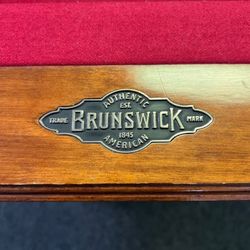 AUTHENTIC
EST.
TRADE BRUNSWICK MARK
1845
AMERICAN